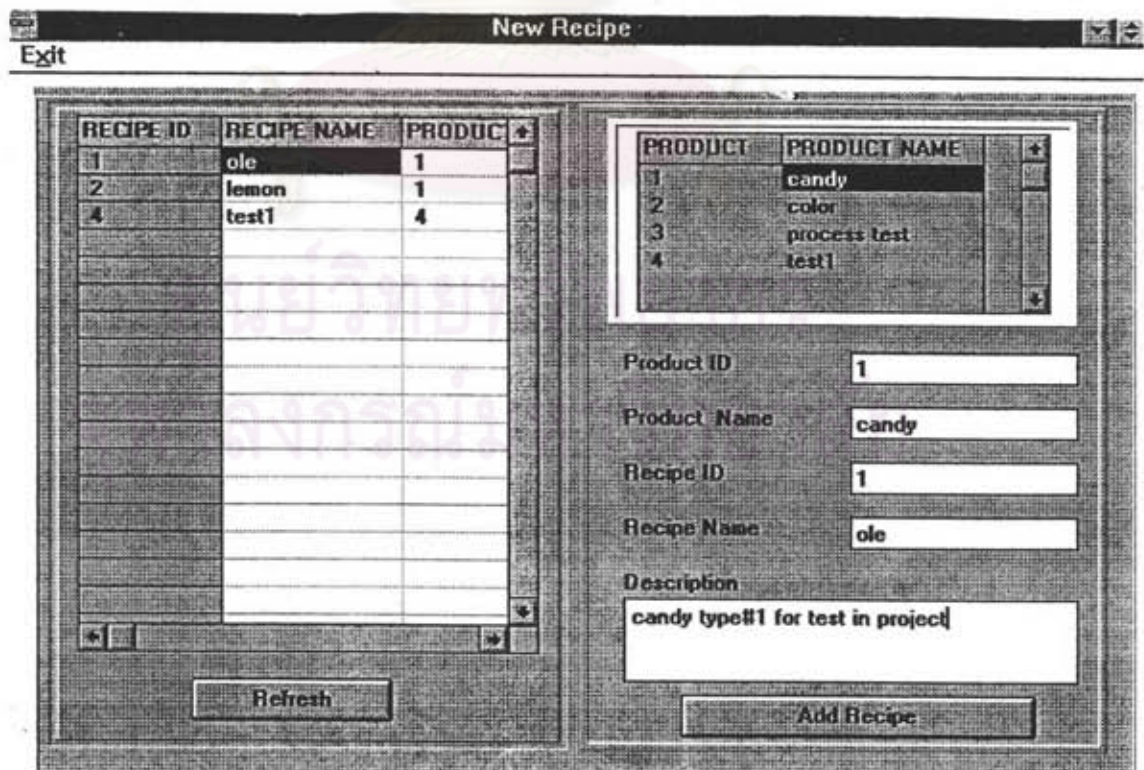 New Recipe
Exit
RECIPE ID RECIPE NAME PRODUC
1 ole 1
2 lemon 1
4 test1 4
Refresh
PRODUCT PRODUCT NAME
1 candy
2 color
3 process test
4 test1
Product ID 1
Product Name candy
Recipe ID 1
Recipe Name ole
Description
candy type#1 for test in project
Add Recipe